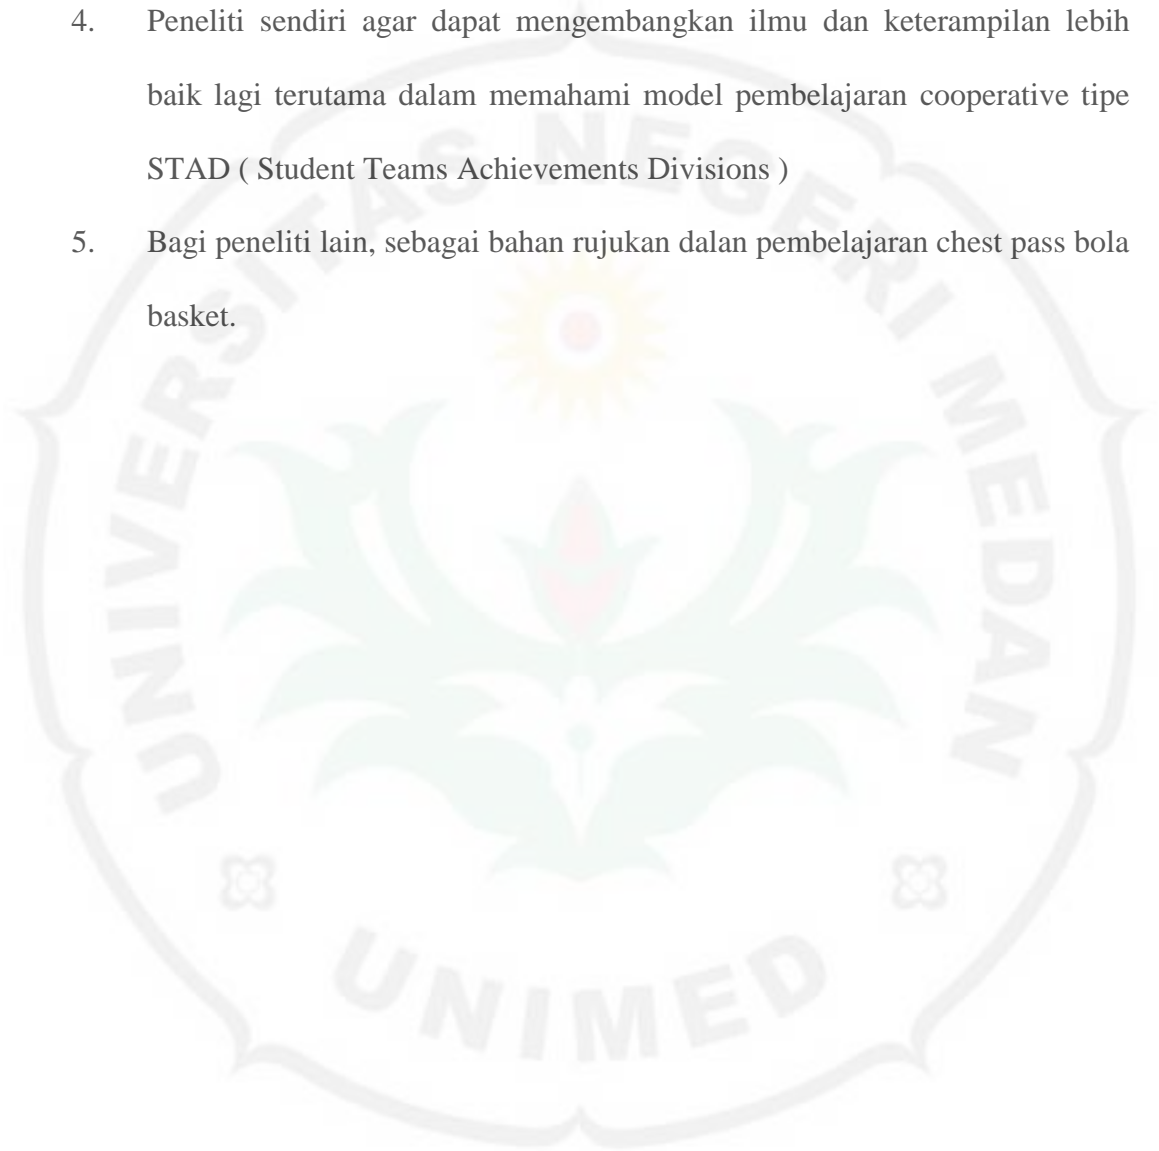 4. Peneliti sendiri agar dapat mengembangkan ilmu dan keterampilan lebih
baik lagi terutama dalam memahami model pembelajaran cooperative tipe
STAD ( Student Teams Achievements Divisions )
5. Bagi peneliti lain, sebagai bahan rujukan dalan pembelajaran chest pass bola
basket.
UNIVERSITAS NEGERI MEDAN
UNIMED